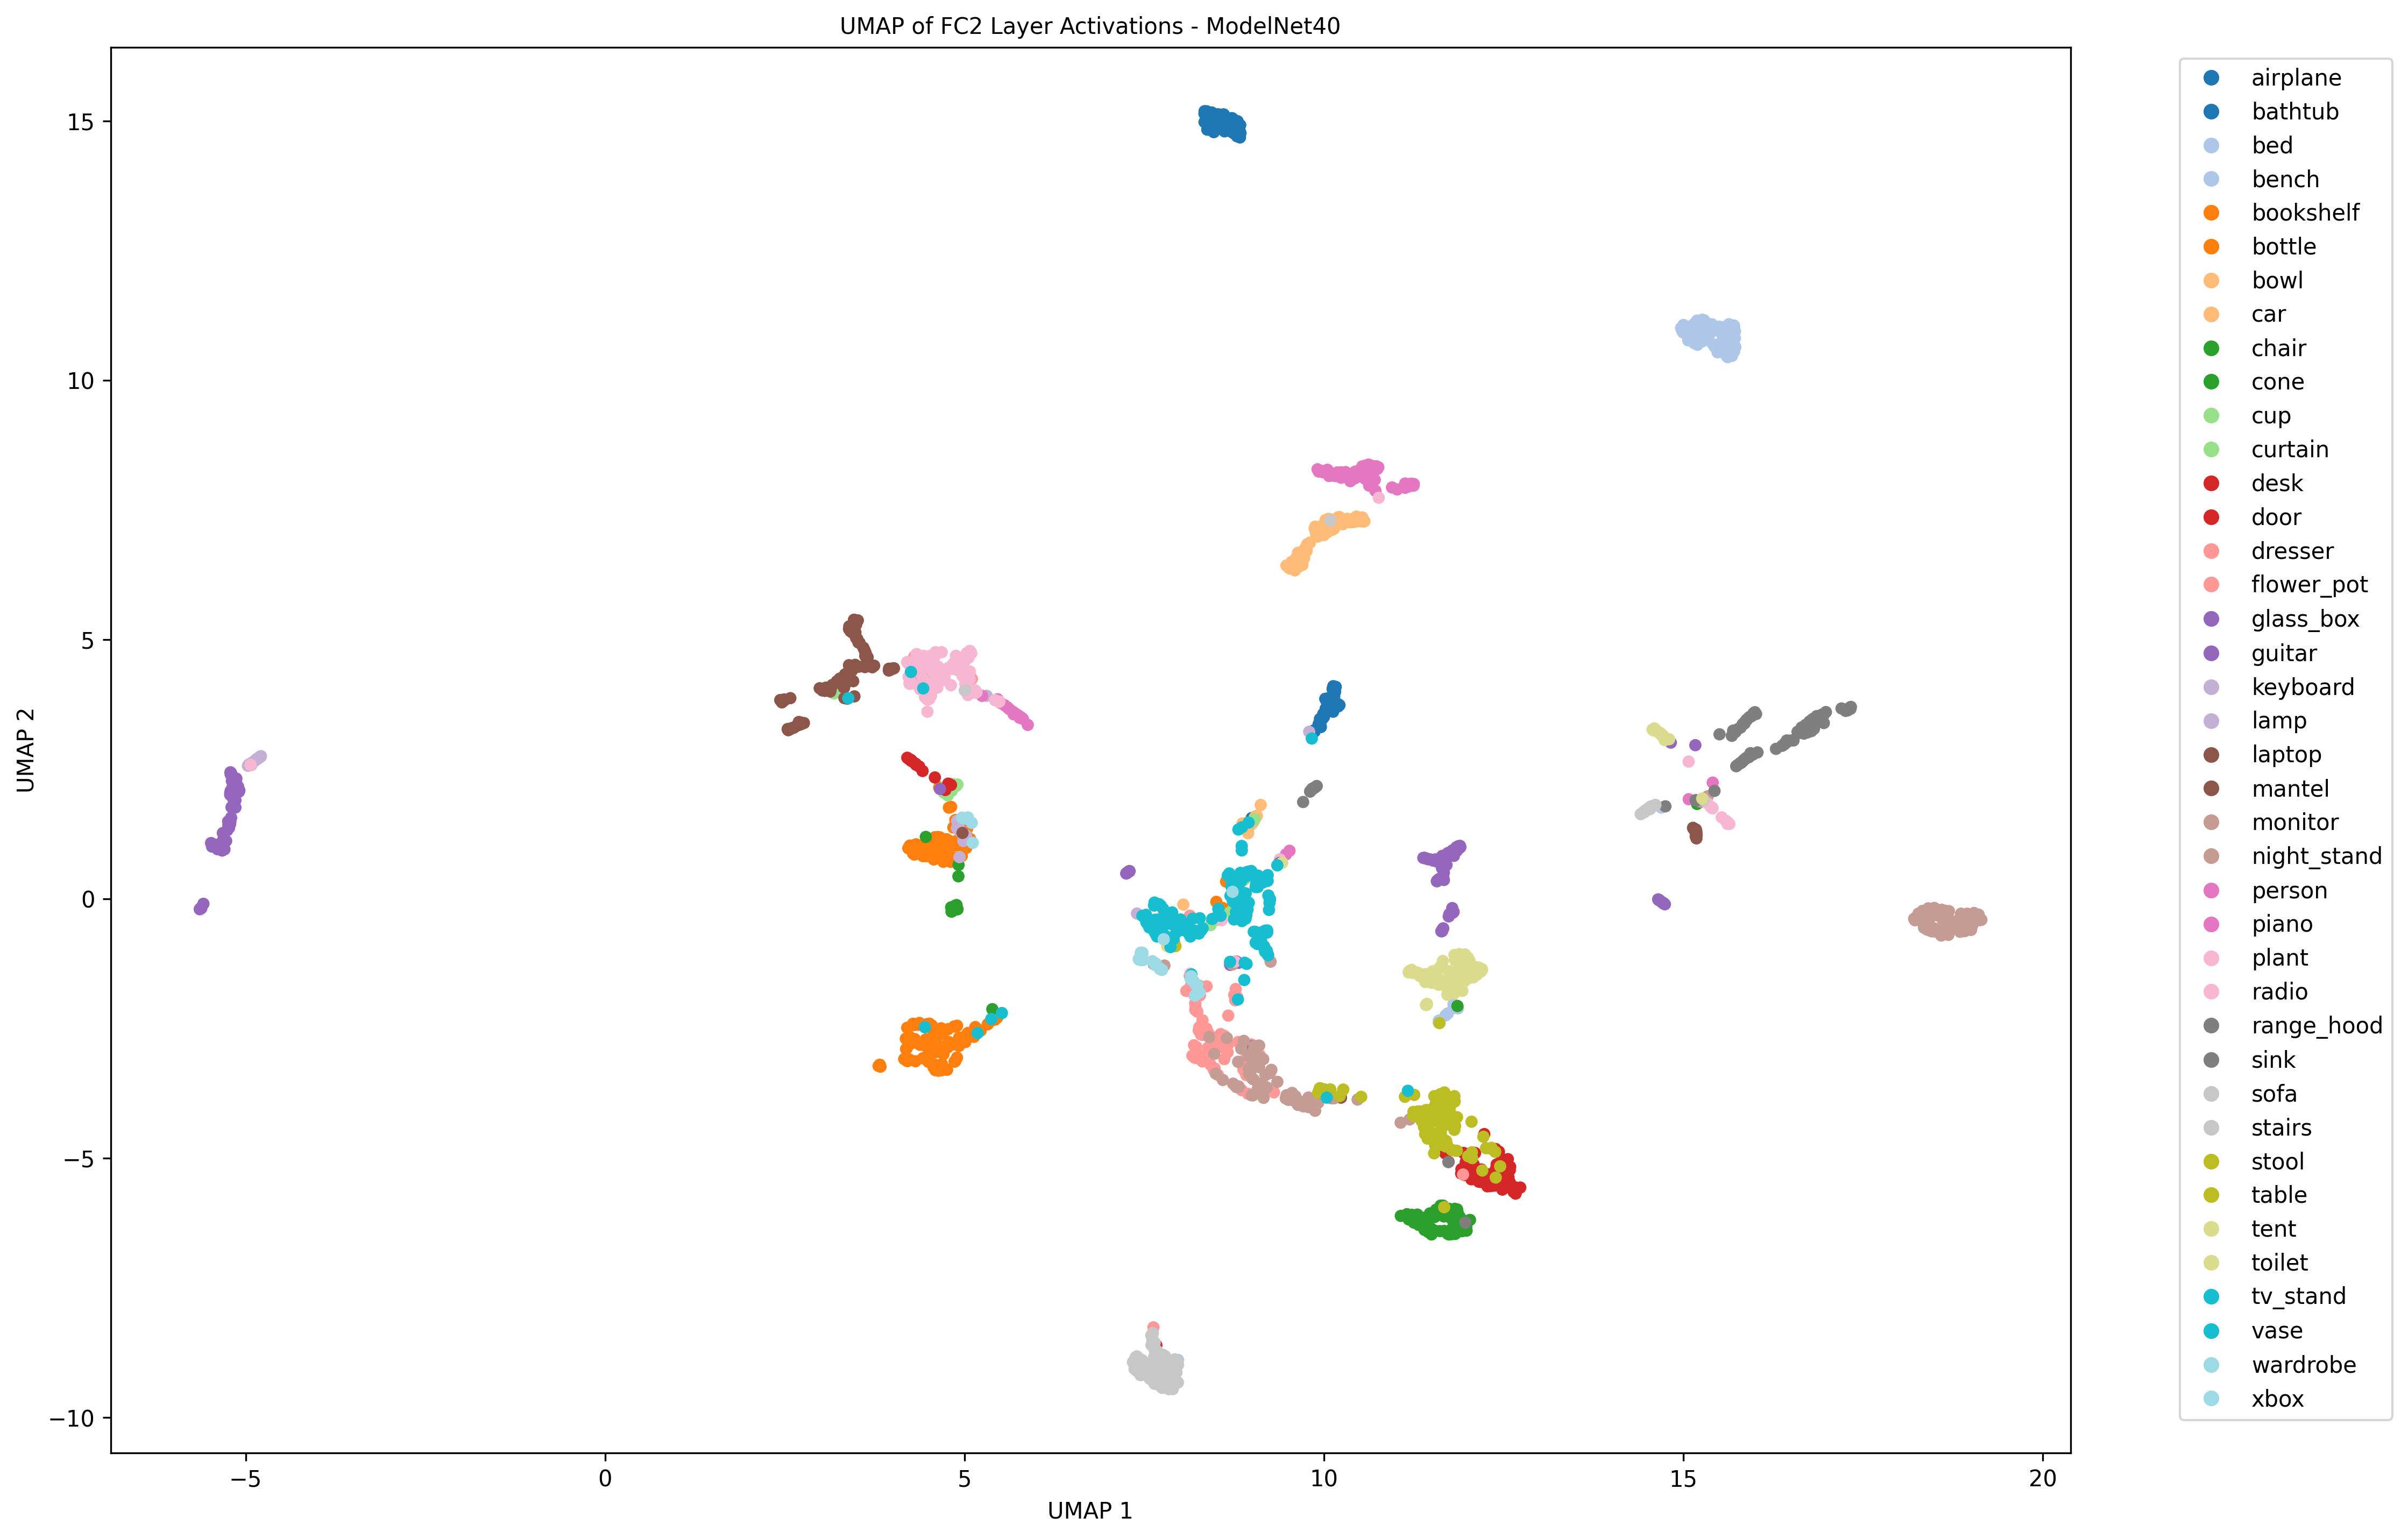 UMAP of FC2 Layer Activations - ModelNet40
15
10
5
0
−5
−10
UMAP 2
−5
0
5
10
15
20
UMAP 1
airplane
bathtub
bed
bench
bookshelf
bottle
bowl
car
chair
cone
cup
curtain
desk
door
dresser
flower_pot
glass_box
guitar
keyboard
lamp
laptop
mantel
monitor
night_stand
person
piano
plant
radio
range_hood
sink
sofa
stairs
stool
table
tent
toilet
tv_stand
vase
wardrobe
xbox